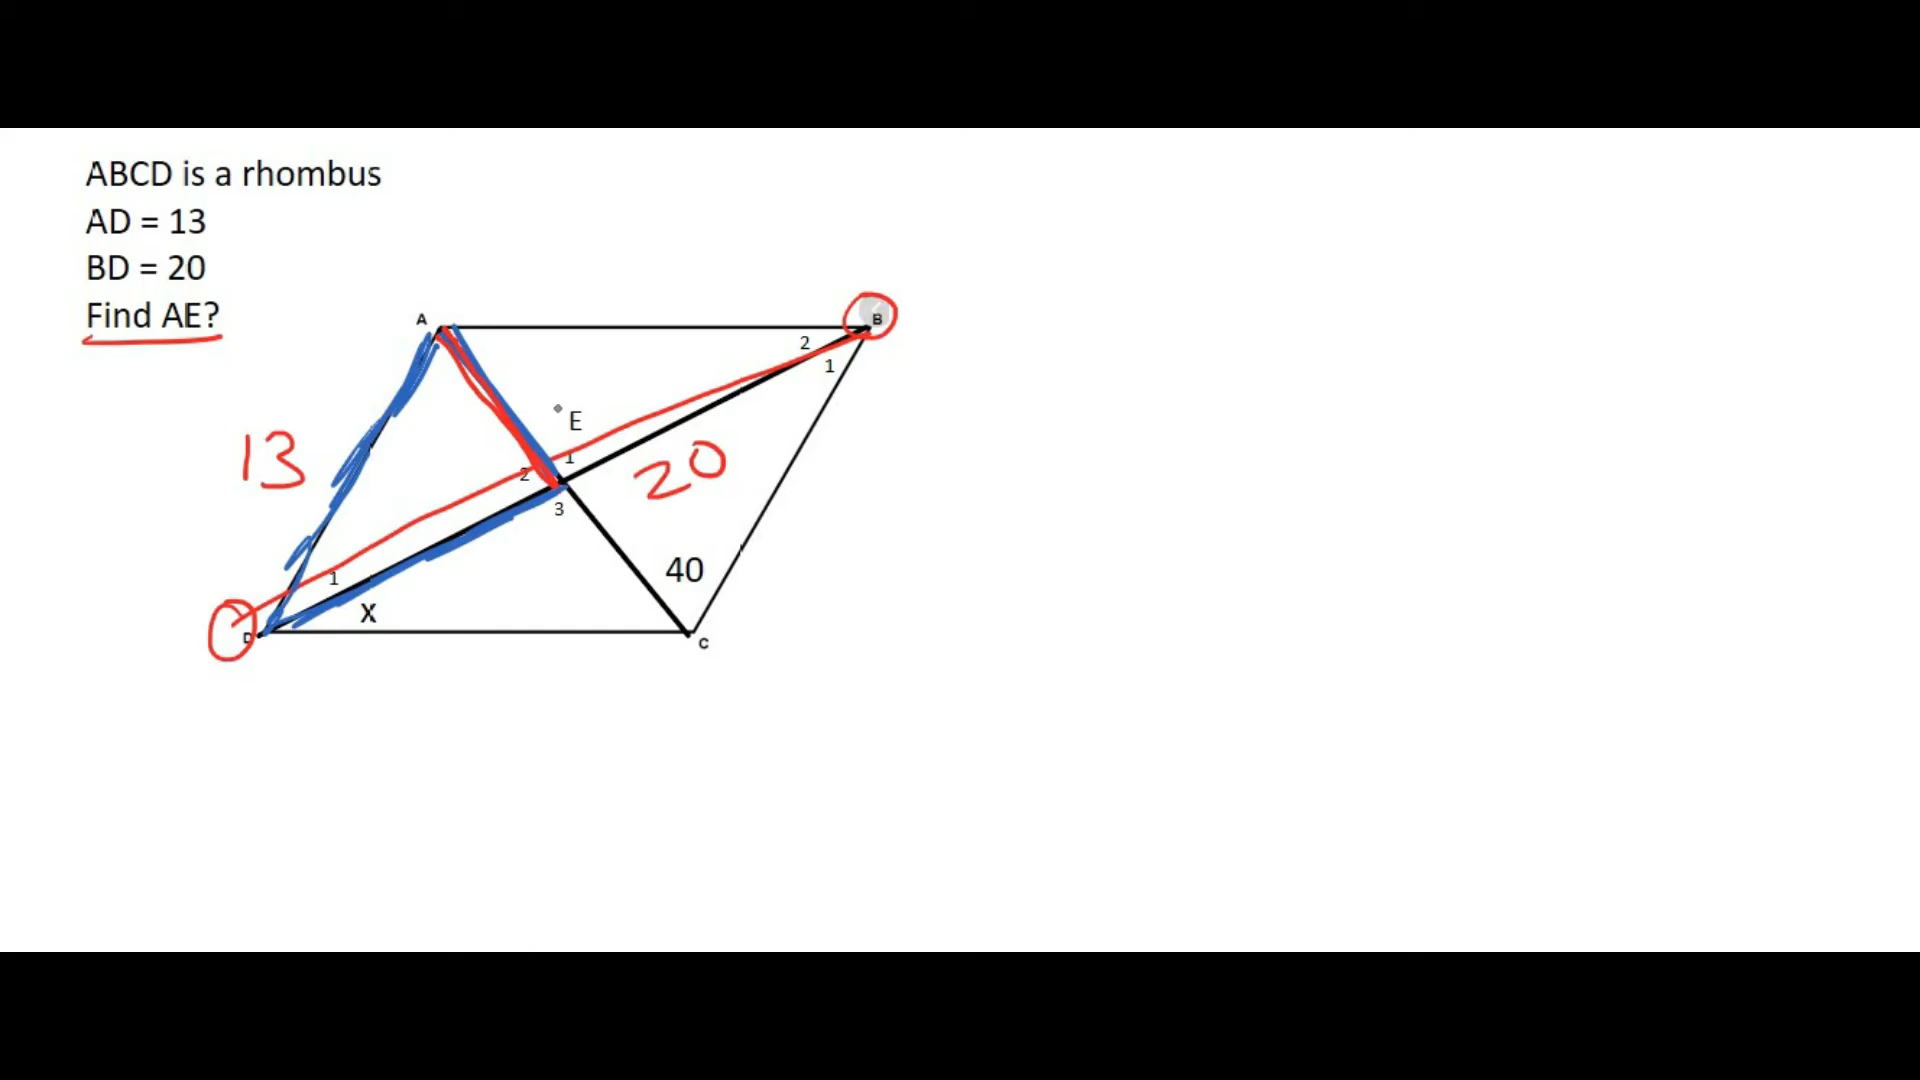 ABCD is a rhombus
AD = 13
BD = 20
Find AE?
A
B
2
1
E
13
1
2
20
3
40
1
X
D
C